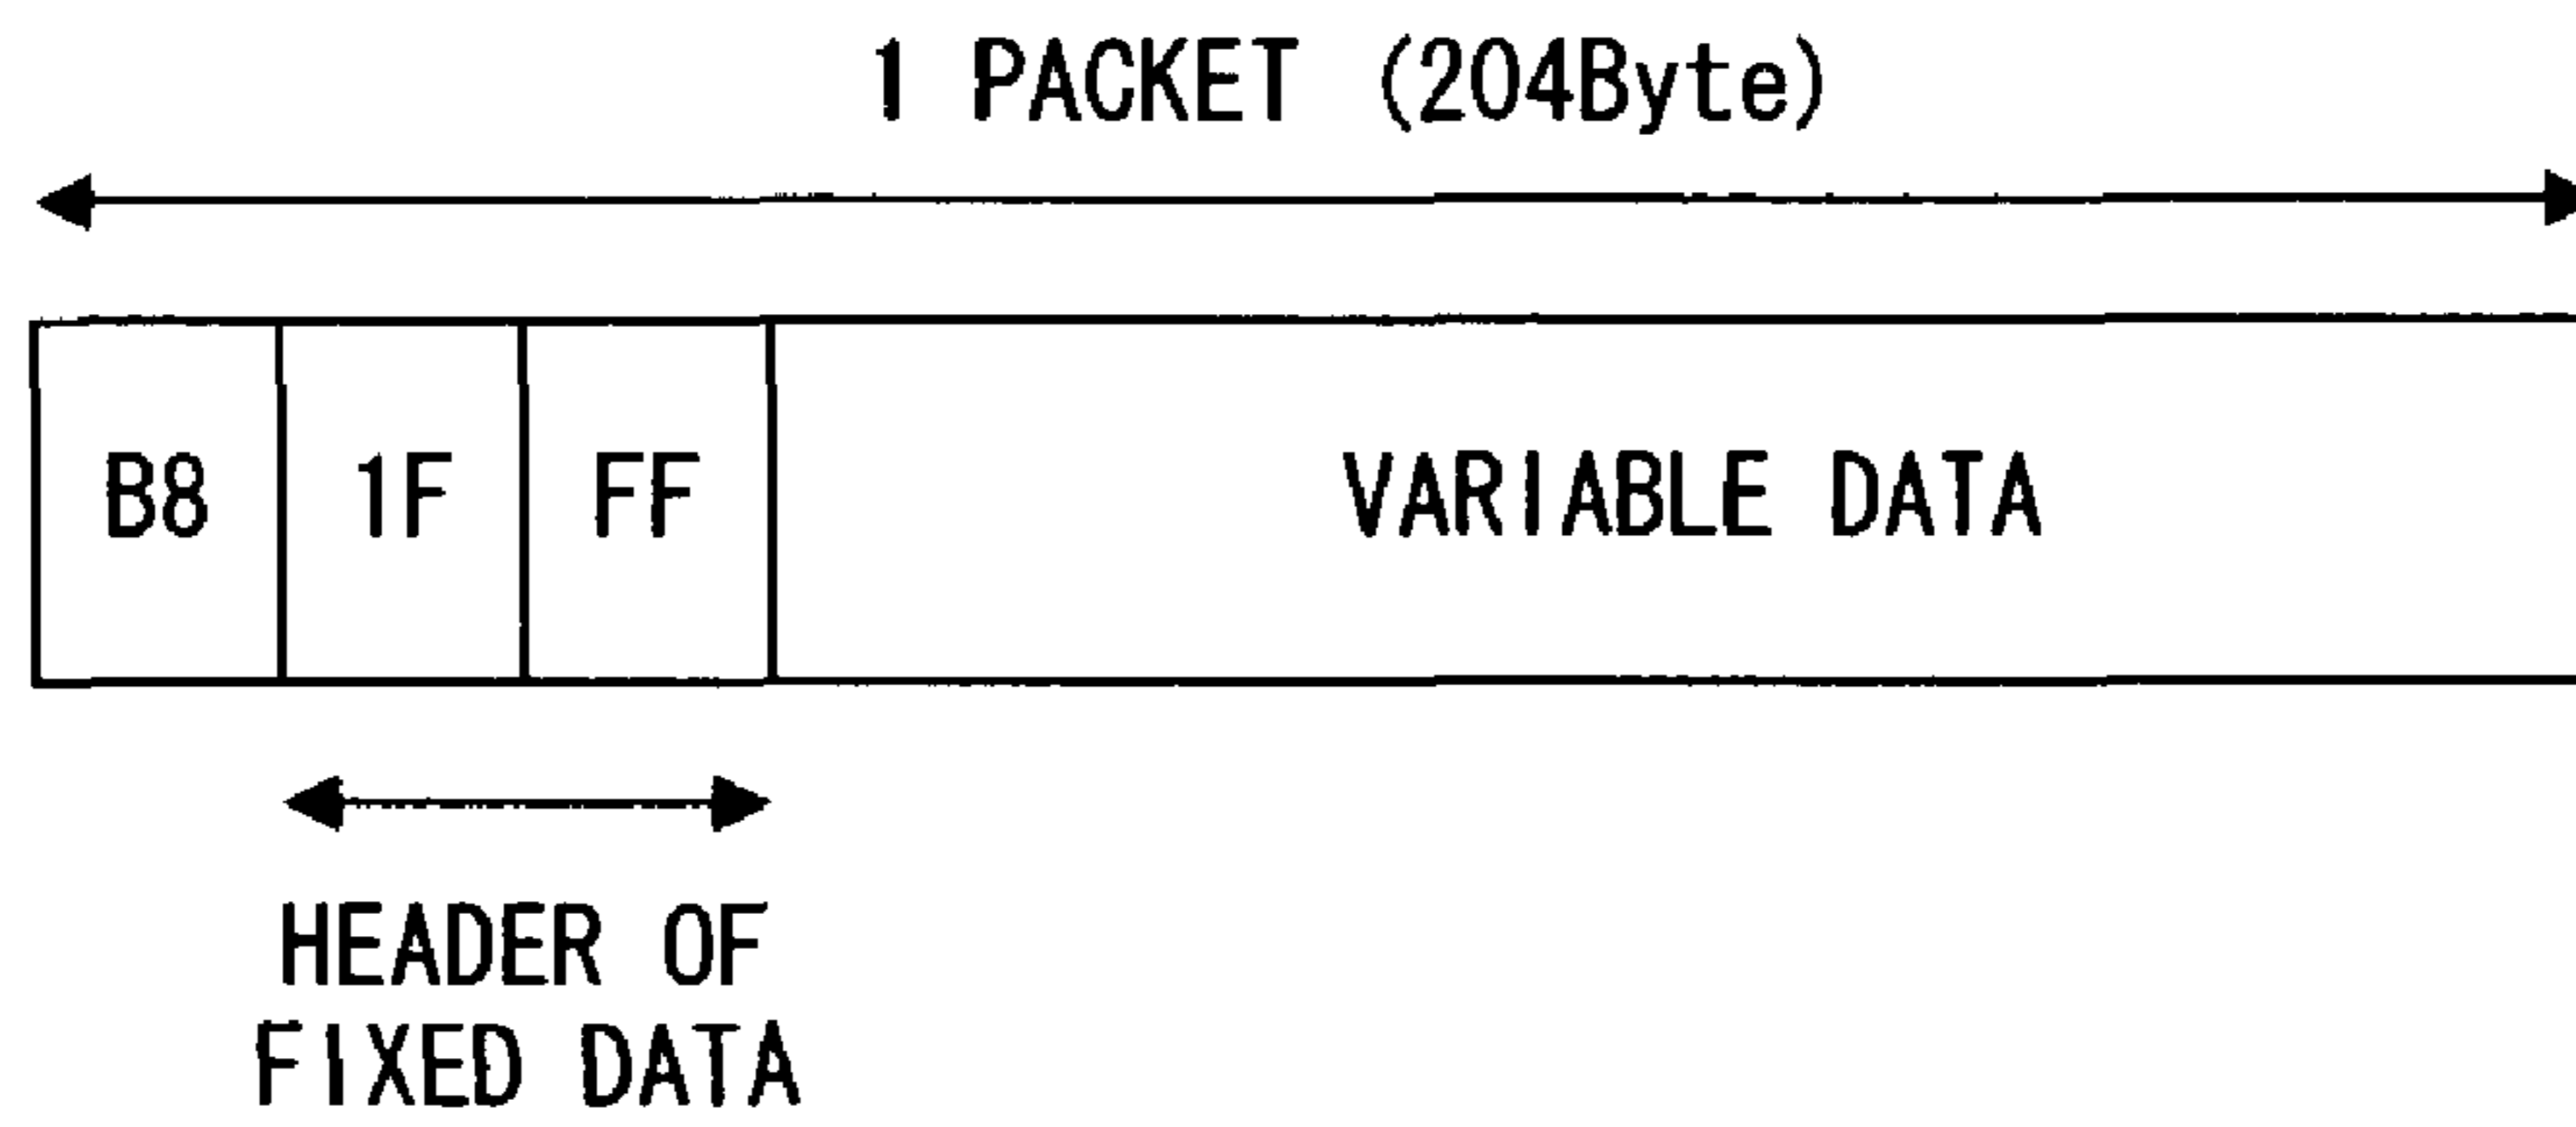 1 PACKET (204Byte)
B8 1F FF VARIABLE DATA
HEADER OF
FIXED DATA